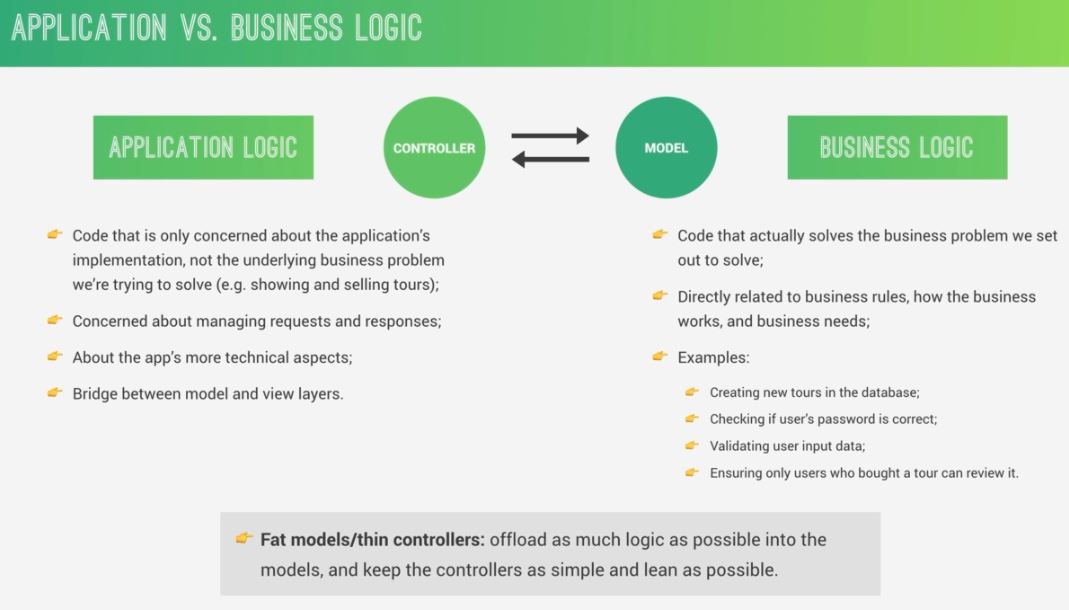 APPLICATION VS. BUSINESS LOGIC
APPLICATION LOGIC
CONTROLLER
MODEL
BUSINESS LOGIC
Code that is only concerned about the application's
implementation, not the underlying business problem
we're trying to solve (e.g. showing and selling tours);
Concerned about managing requests and responses;
About the app's more technical aspects;
Bridge between model and view layers.
Code that actually solves the business problem we set
out to solve;
Directly related to business rules, how the business
works, and business needs;
Examples:
Creating new tours in the database;
Checking if user's password is correct;
Validating user input data;
Ensuring only users who bought a tour can review it.
Fat models/thin controllers: offload as much logic as possible into the
models, and keep the controllers as simple and lean as possible.